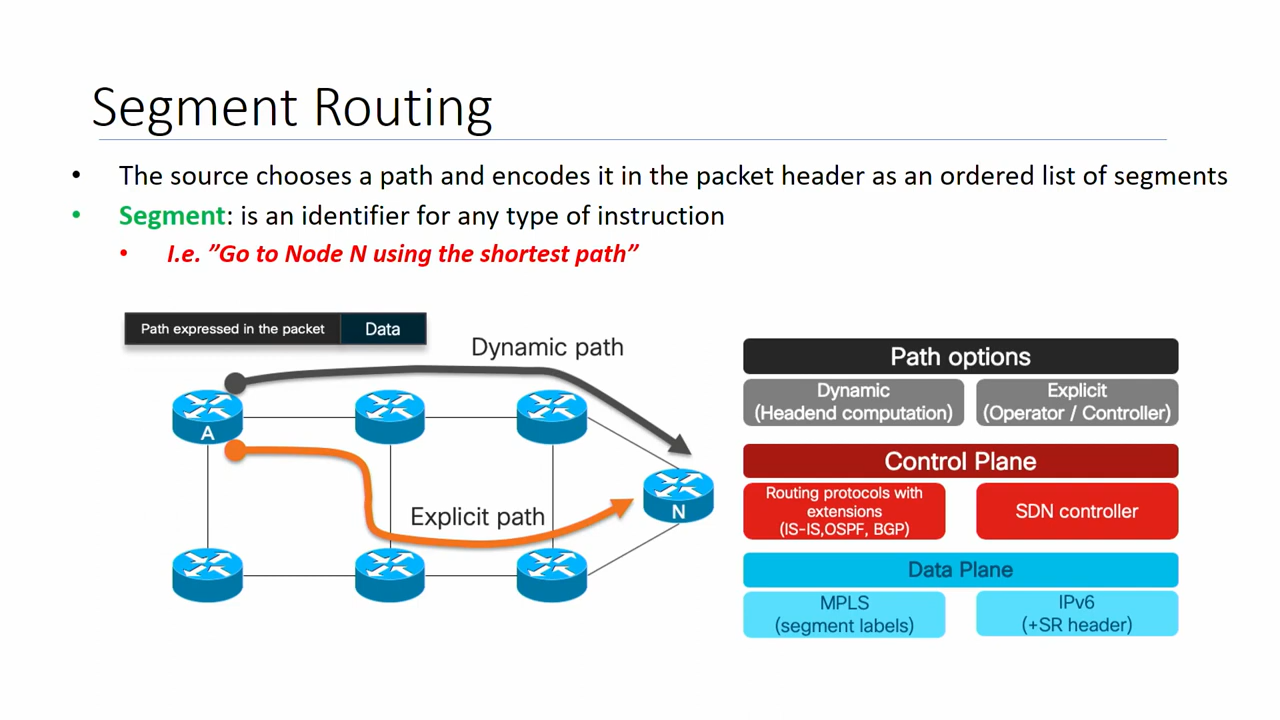 Segment Routing
• The source chooses a path and encodes it in the packet header as an ordered list of segments
• Segment: is an identifier for any type of instruction
• I.e. ”Go to Node N using the shortest path”
Path expressed in the packet
Data
Dynamic path
A
Explicit path
N
Path options
Dynamic
(Headend computation)
Explicit
(Operator / Controller)
Control Plane
Routing protocols with
extensions
(IS-IS,OSPF, BGP)
SDN controller
Data Plane
MPLS
(segment labels)
IPv6
(+SR header)